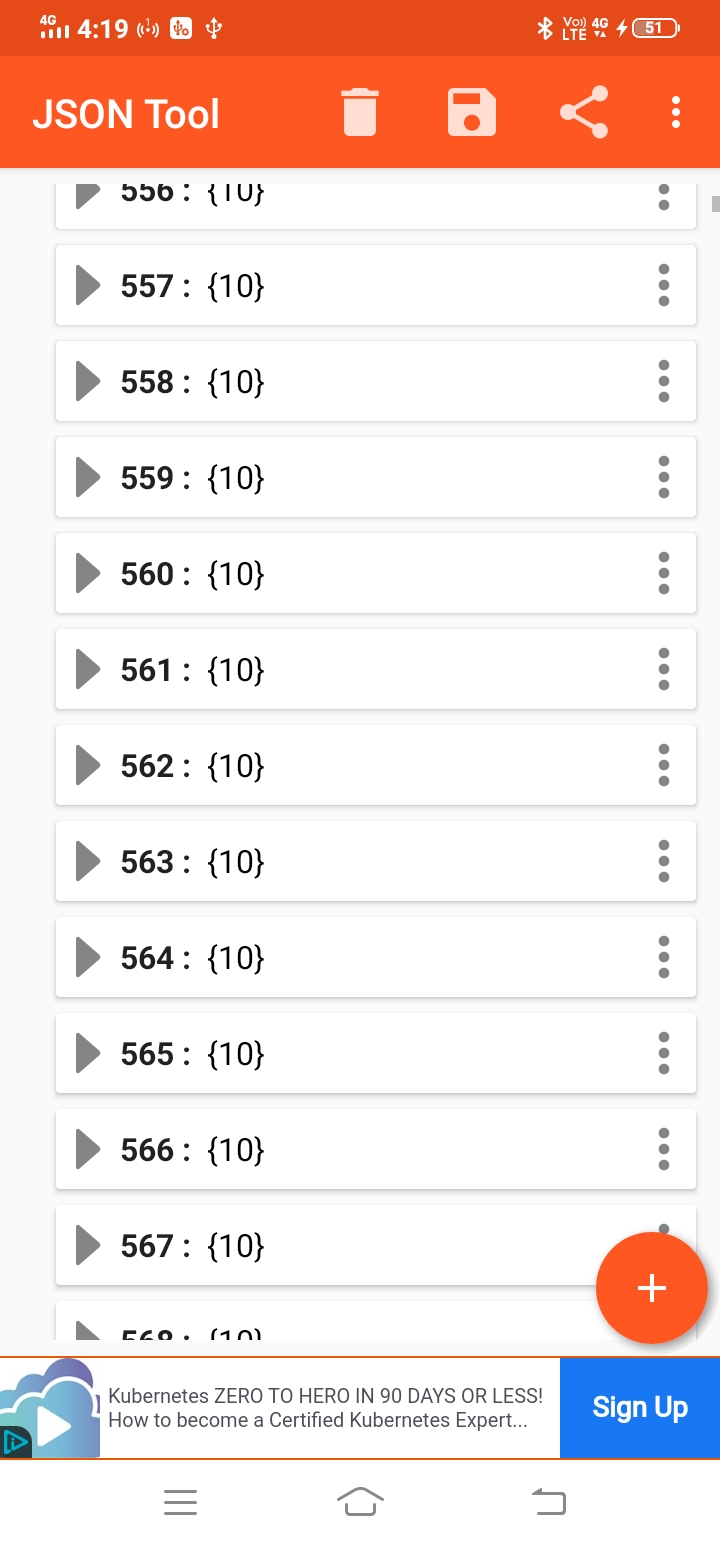 4G 4:19 Vo)) LTE 4G 51
JSON Tool
556 : {10}
557 : {10}
558 : {10}
559 : {10}
560 : {10}
561 : {10}
562 : {10}
563 : {10}
564 : {10}
565 : {10}
566 : {10}
567 : {10}
568 : {10}
Kubernetes ZERO TO HERO IN 90 DAYS OR LESS!
How to become a Certified Kubernetes Expert...
Sign Up